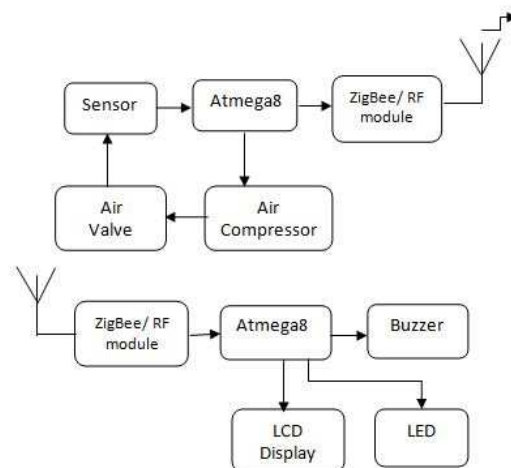 Sensor
Atmega8
ZigBee/ RF
module
Air
Valve
Air
Compressor
ZigBee/ RF
module
Atmega8
Buzzer
LCD
Display
LED